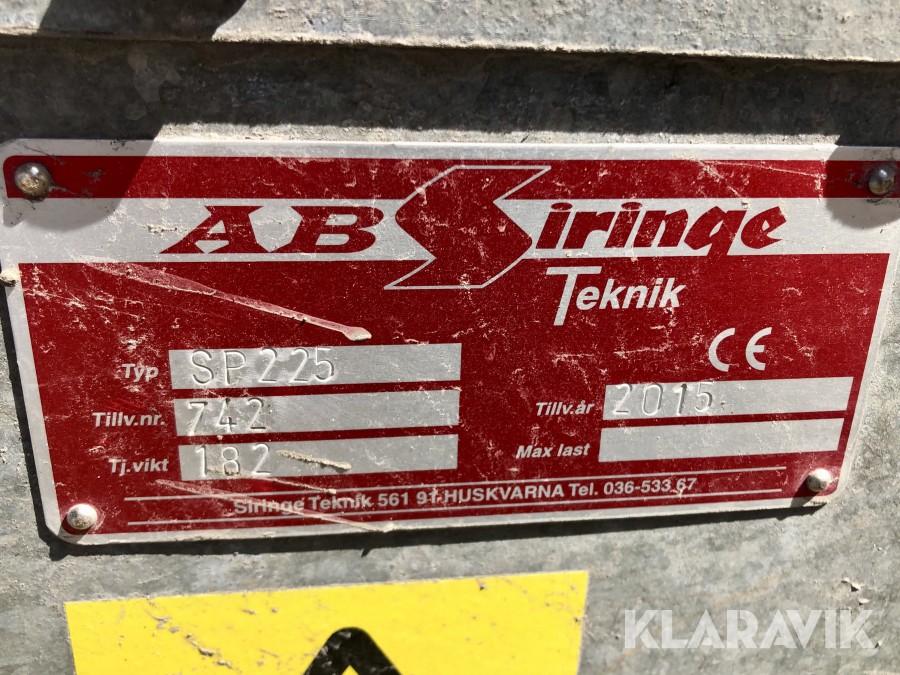 AB Siringe
Teknik
CE
Typ SP225
Tillv.nr. 742
Tillv.år 2015
Tj.vikt 182
Max last
Siringe Teknik 561 91 HUSKVARNA Tel. 036-533 67
KLARAVIK